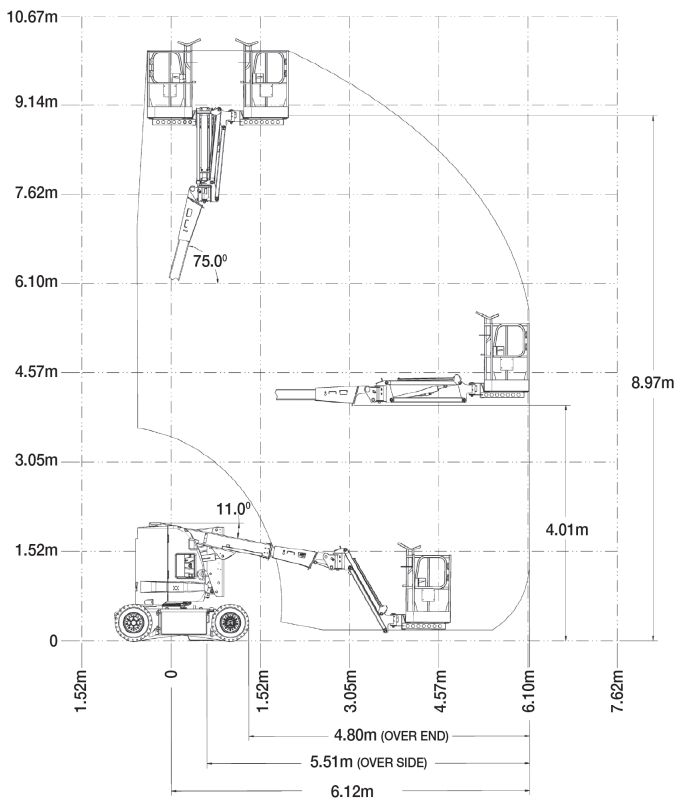 10.67m
9.14m
7.62m
75.0⁰
6.10m
4.57m
8.97m
3.05m
11.0⁰
4.01m
1.52m
0
1.52m
0
1.52m
3.05m
4.57m
6.10m
7.62m
4.80m (OVER END)
5.51m (OVER SIDE)
6.12m